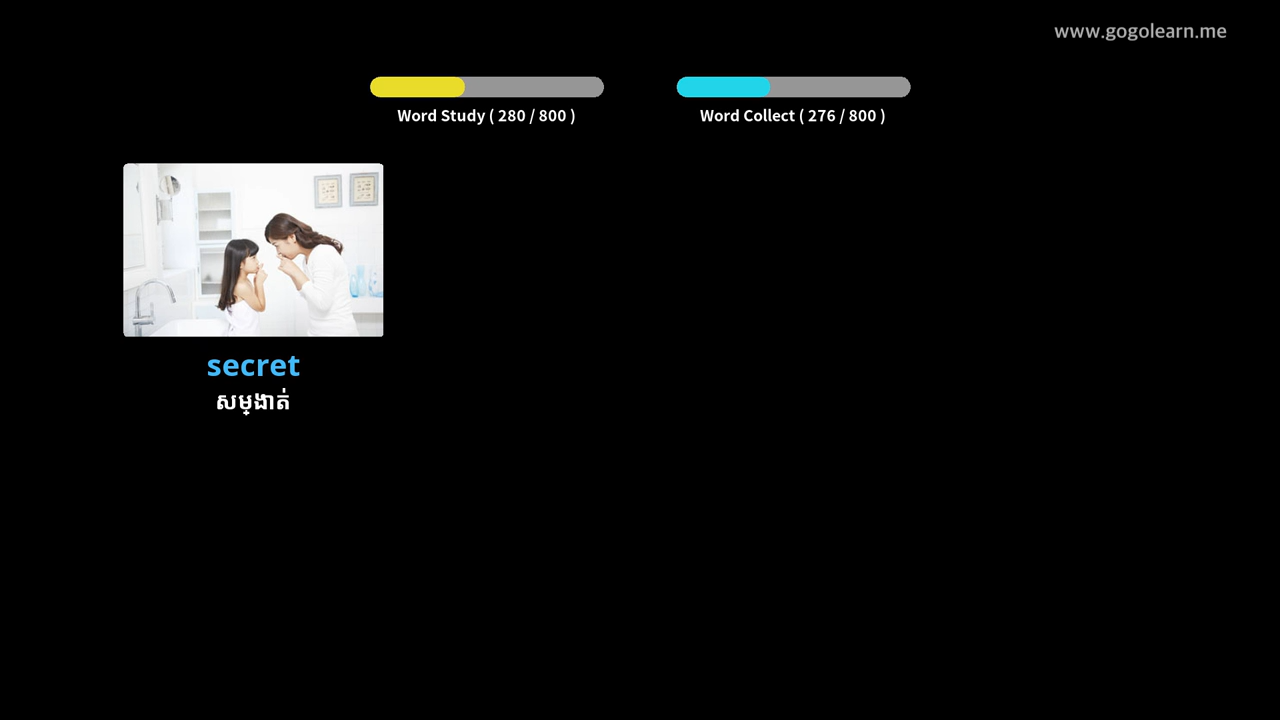 www.gogolearn.me
Word Study ( 280 / 800 )
Word Collect ( 276 / 800 )
secret
សម្ងាត់